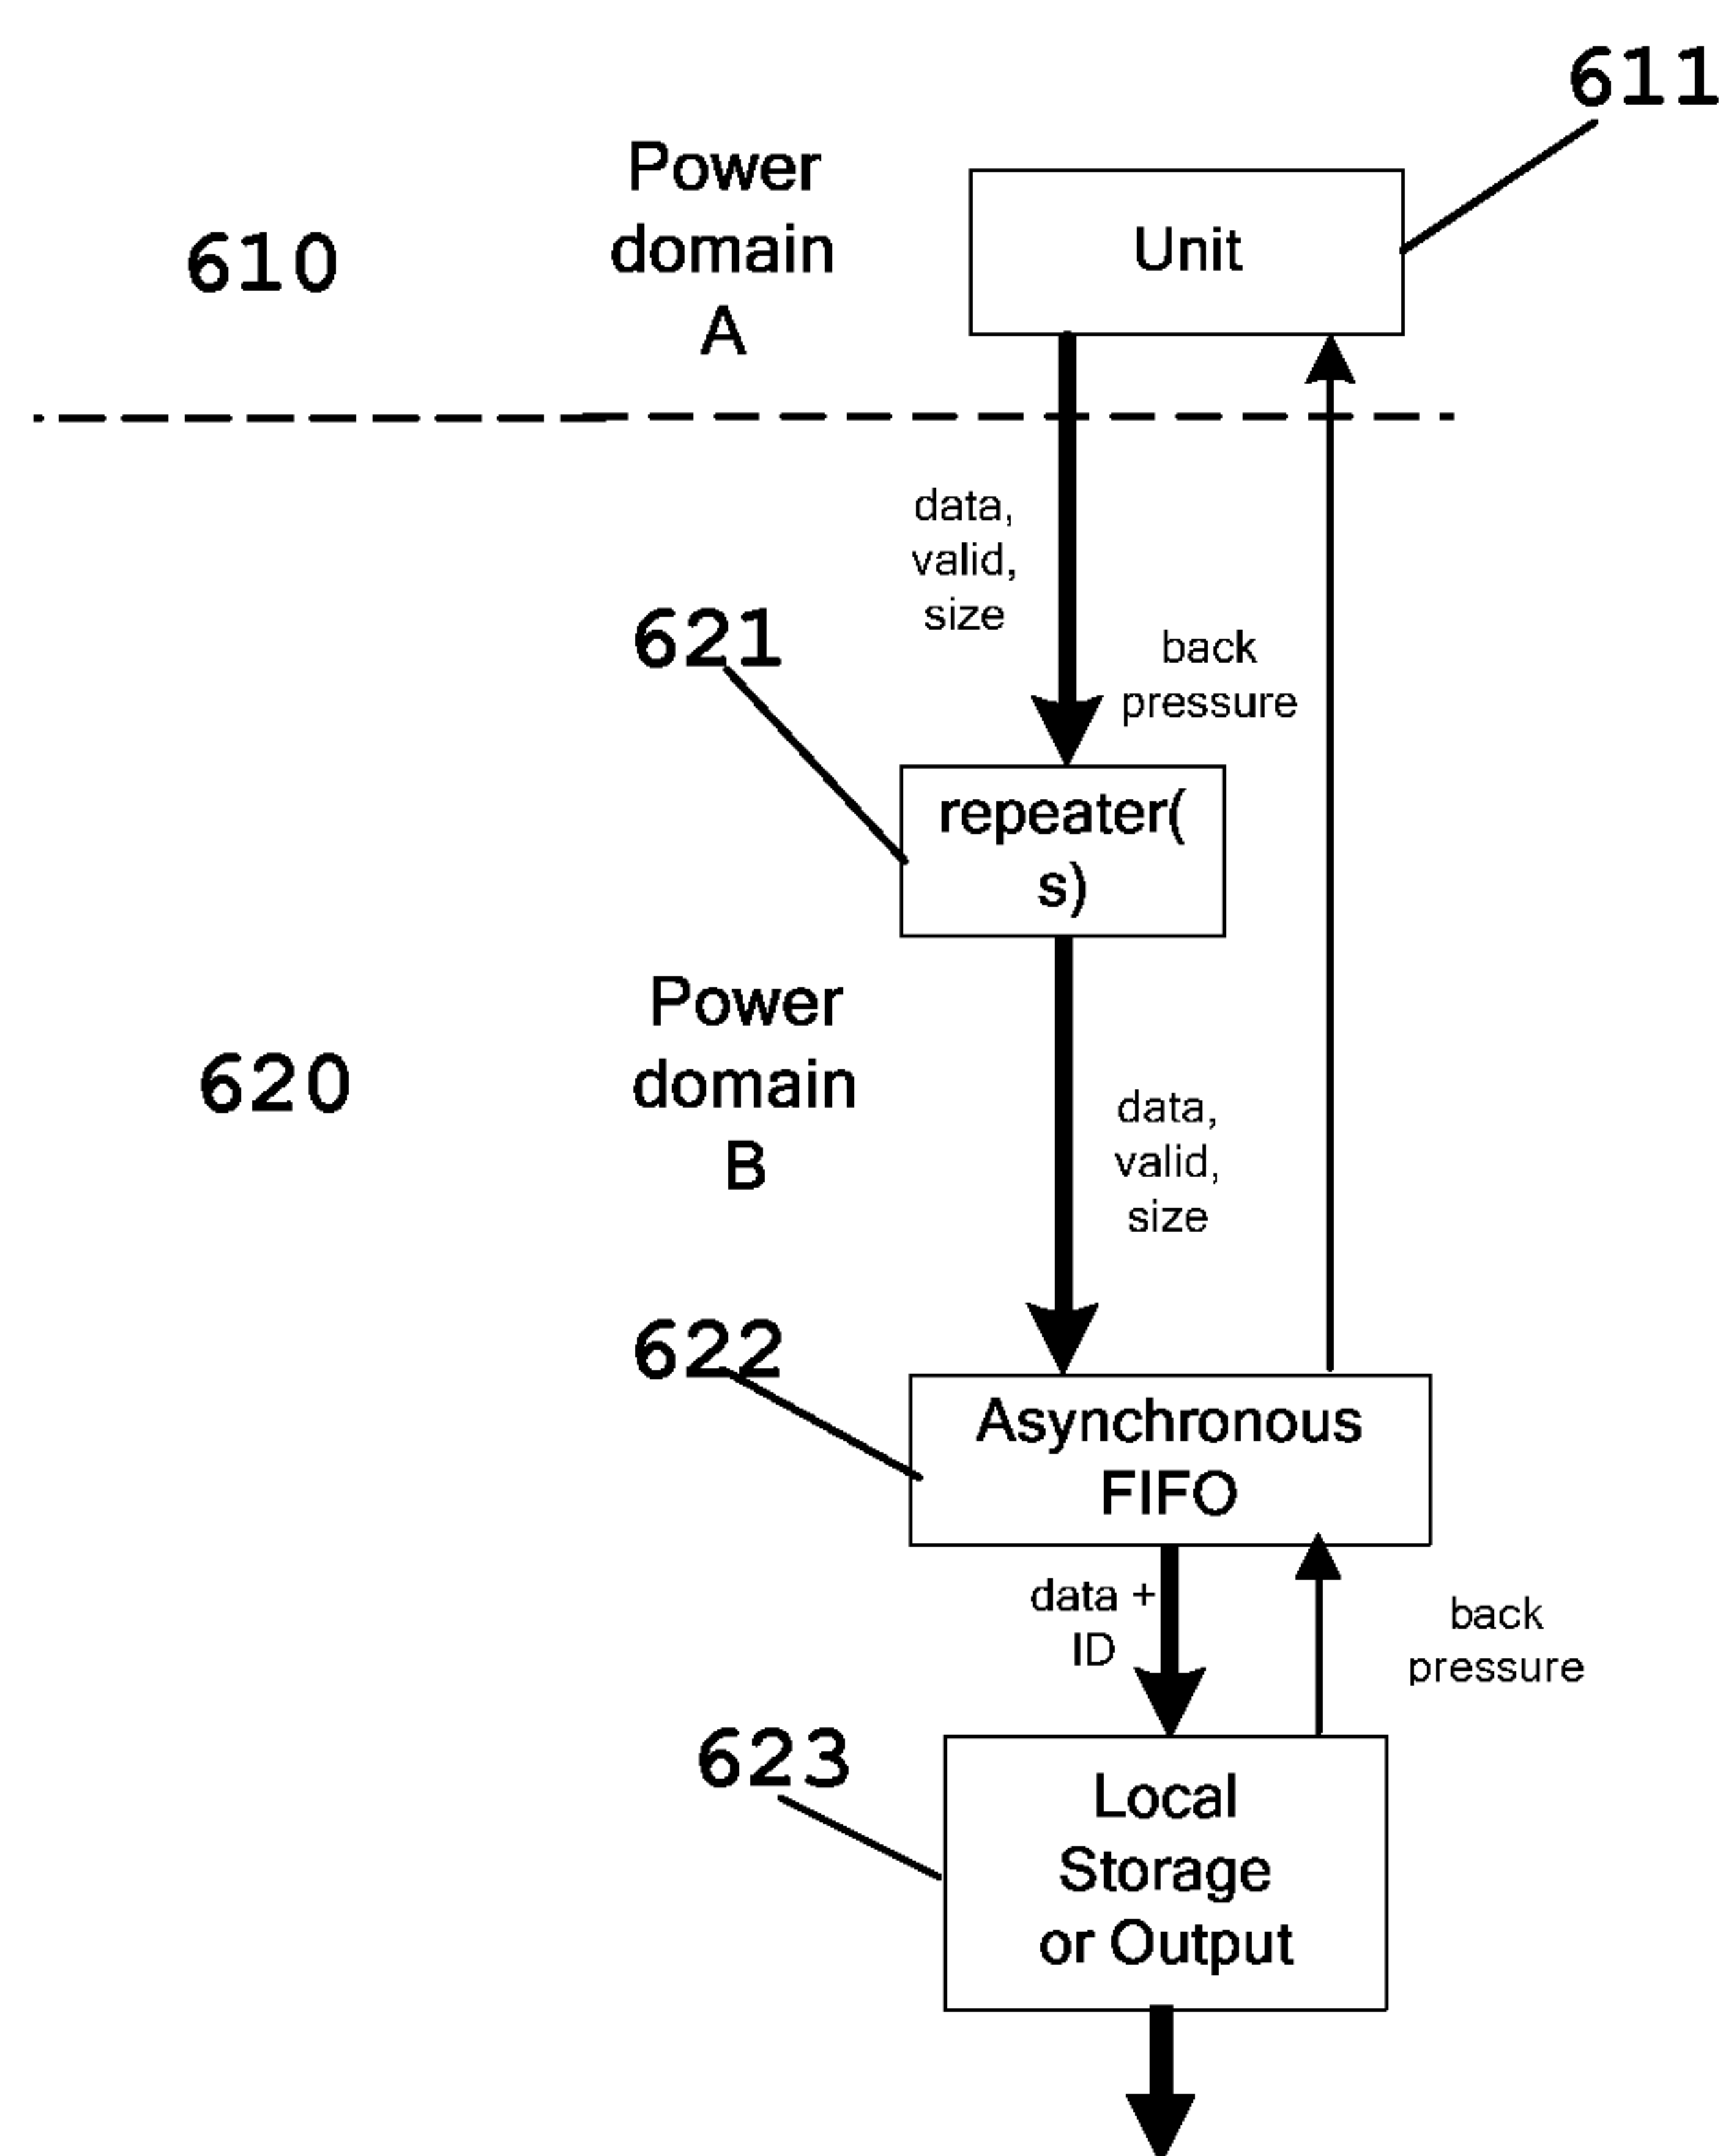 611
Power
domain
A
610
Unit
data,
valid,
size
621
back
pressure
repeater(
s)
Power
domain
B
620
data,
valid,
size
622
Asynchronous
FIFO
data +
ID
back
pressure
623
Local
Storage
or Output